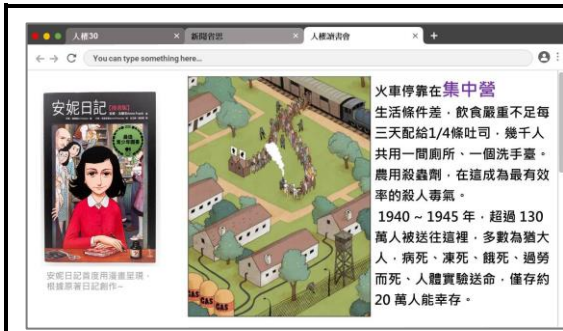 人權30
新聞省思
人權讀書會
You can type something here...
安妮日記
安妮日記首度用漫畫呈現，
根據原著日記創作~
GAS
GAS
火車停靠在集中營
生活條件差，飲食嚴重不足每
三天配給1/4條吐司，幾千人
共用一間廁所、一個洗手臺。
農用殺蟲劑，在這成為最有效
率的殺人毒氣。
1940 ~ 1945 年，超過 130
萬人被送往這裡，多數為猶大
人，病死、凍死、餓死、過勞
而死、人體實驗送命，僅存約
20 萬人能幸存。